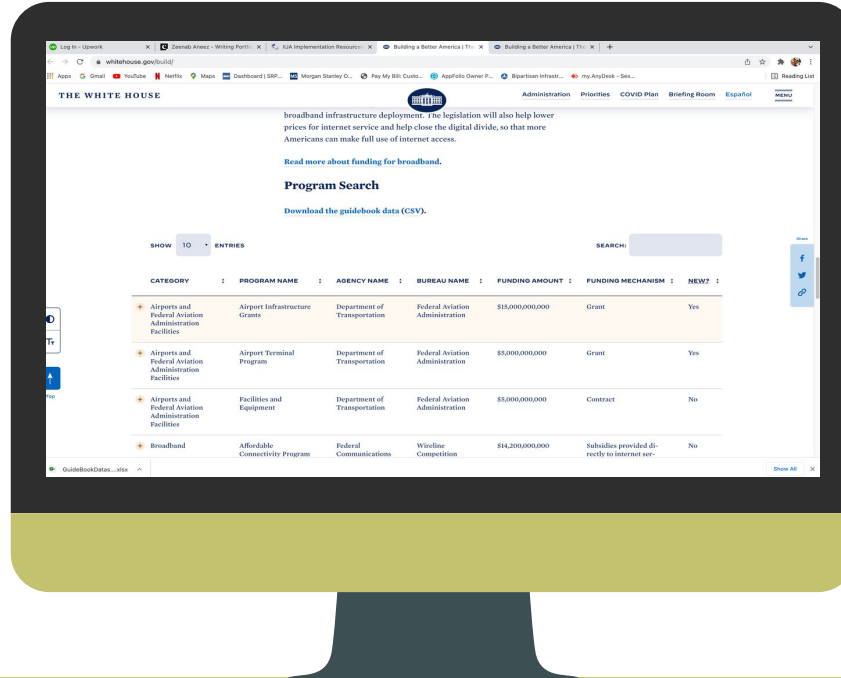 Log In - Upwork
Zeenab Aneez - Writing Portfo
IIJA Implementation Resources
Building a Better America | The
Building a Better America | The
whitehouse.gov/build/
Apps Gmail YouTube Netflix Maps Dashboard | SRP... Morgan Stanley O... Pay My Bill: Custo... AppFolio Owner P... Bipartisan Infrastr... my.AnyDesk - Ses... Reading List
THE WHITE HOUSE
Administration Priorities COVID Plan Briefing Room Español MENU
broadband infrastructure deployment. The legislation will also help lower
prices for internet service and help close the digital divide, so that more
Americans can make full use of internet access.
Read more about funding for broadband.
Program Search
Download the guidebook data (CSV).
SHOW 10 ENTRIES SEARCH:
Share
CATEGORY PROGRAM NAME AGENCY NAME BUREAU NAME FUNDING AMOUNT FUNDING MECHANISM NEW?
+ Airports and Airport Infrastructure Department of Federal Aviation $15,000,000,000 Grant Yes
Federal Aviation Grants Transportation Administration
Administration
Facilities
Tт
+ Airports and Airport Terminal Department of Federal Aviation $5,000,000,000 Grant Yes
Federal Aviation Program Transportation Administration
Administration
Facilities
Top
+ Airports and Facilities and Department of Federal Aviation $5,000,000,000 Contract No
Federal Aviation Equipment Transportation Administration
Administration
Facilities
+ Broadband Affordable Federal Wireline $14,200,000,000 Subsidies provided di- No
Connectivity Program Communications Competition rectly to internet ser-
GuideBookDatas....xlsx Show All